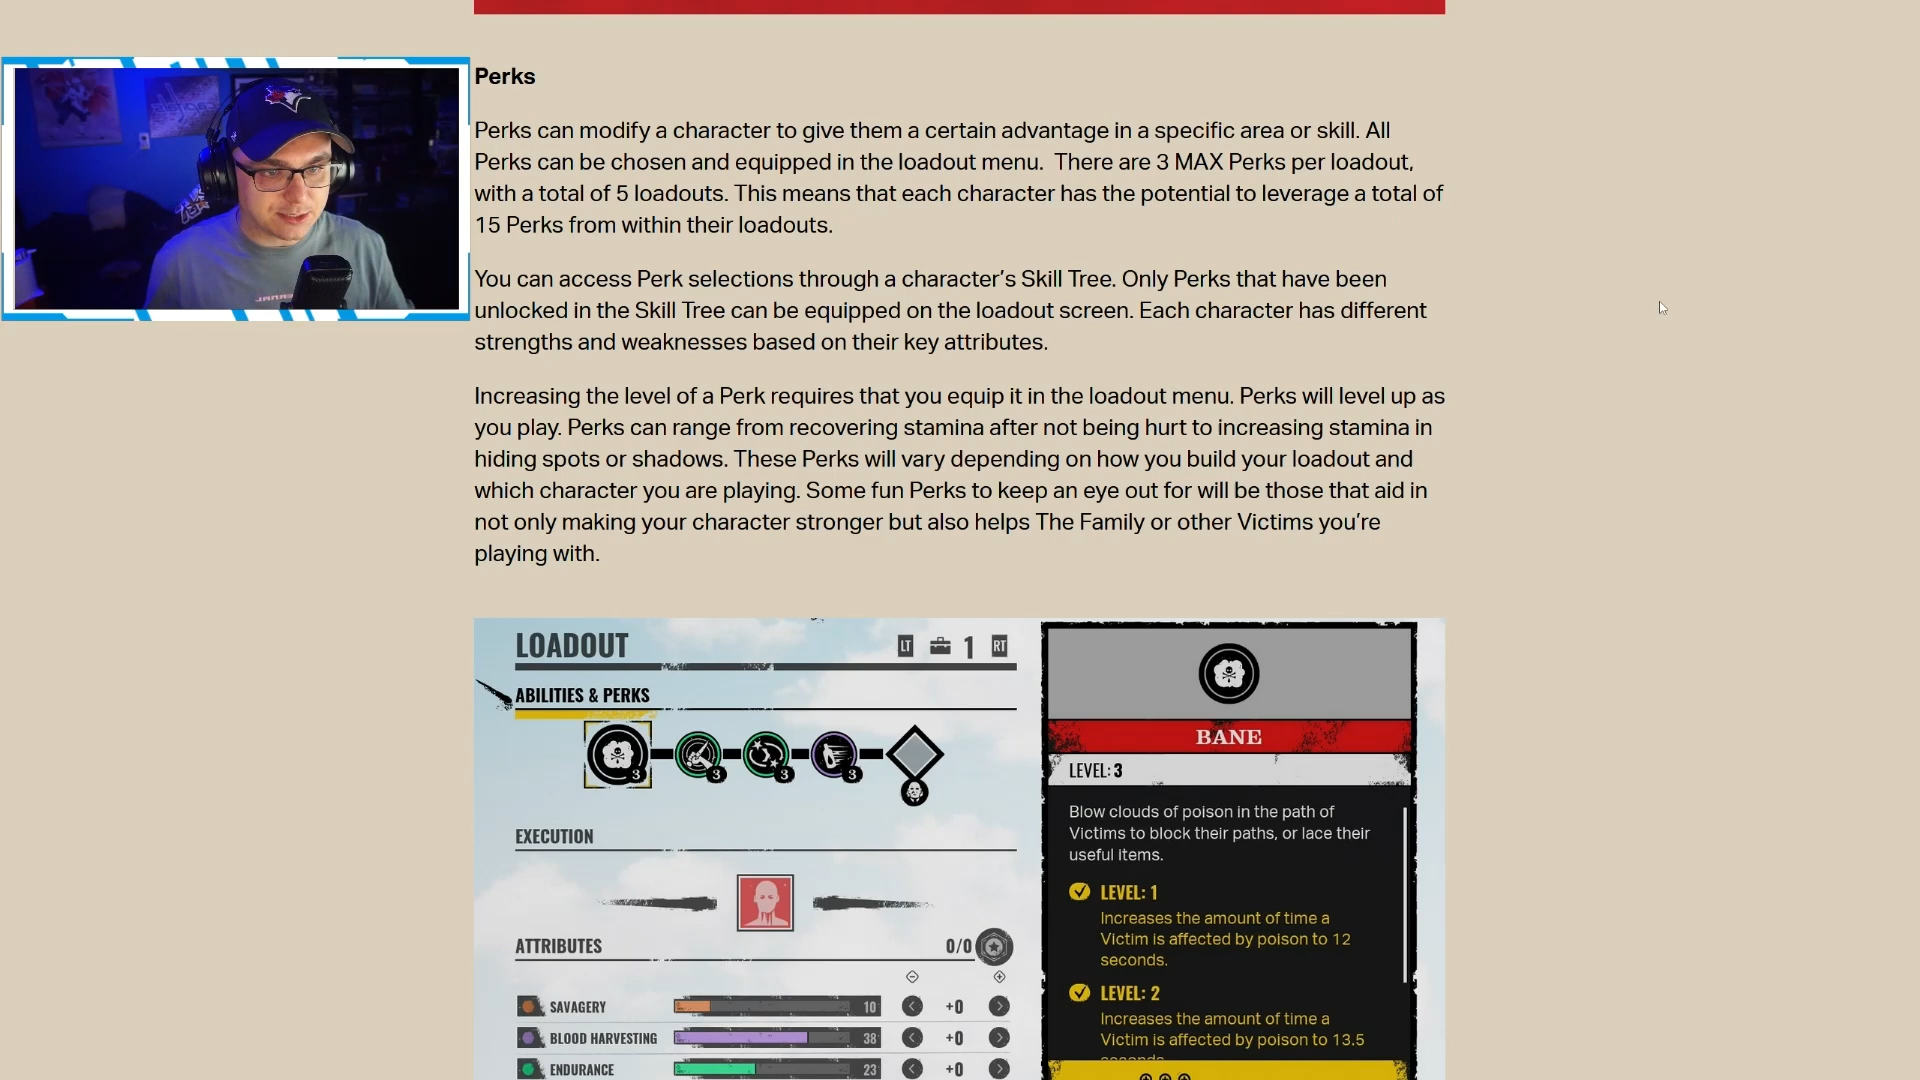 Perks
Perks can modify a character to give them a certain advantage in a specific area or skill. All
Perks can be chosen and equipped in the loadout menu.  There are 3 MAX Perks per loadout,
with a total of 5 loadouts. This means that each character has the potential to leverage a total of
15 Perks from within their loadouts.
You can access Perk selections through a character’s Skill Tree. Only Perks that have been
unlocked in the Skill Tree can be equipped on the loadout screen. Each character has different
strengths and weaknesses based on their key attributes.
Increasing the level of a Perk requires that you equip it in the loadout menu. Perks will level up as
you play. Perks can range from recovering stamina after not being hurt to increasing stamina in
hiding spots or shadows. These Perks will vary depending on how you build your loadout and
which character you are playing. Some fun Perks to keep an eye out for will be those that aid in
not only making your character stronger but also helps The Family or other Victims you’re
playing with.
LOADOUT
LT 1 RT
ABILITIES & PERKS
3 3 3 3
EXECUTION
ATTRIBUTES 0/0
SAVAGERY 10 +0
BLOOD HARVESTING 38 +0
ENDURANCE 23 +0
BANE
LEVEL: 3
Blow clouds of poison in the path of
Victims to block their paths, or lace their
useful items.
LEVEL: 1
Increases the amount of time a
Victim is affected by poison to 12
seconds.
LEVEL: 2
Increases the amount of time a
Victim is affected by poison to 13.5